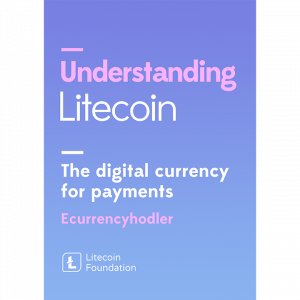 Understanding
Litecoin
The digital currency
for payments
Ecurrencyhodler
Litecoin
Foundation